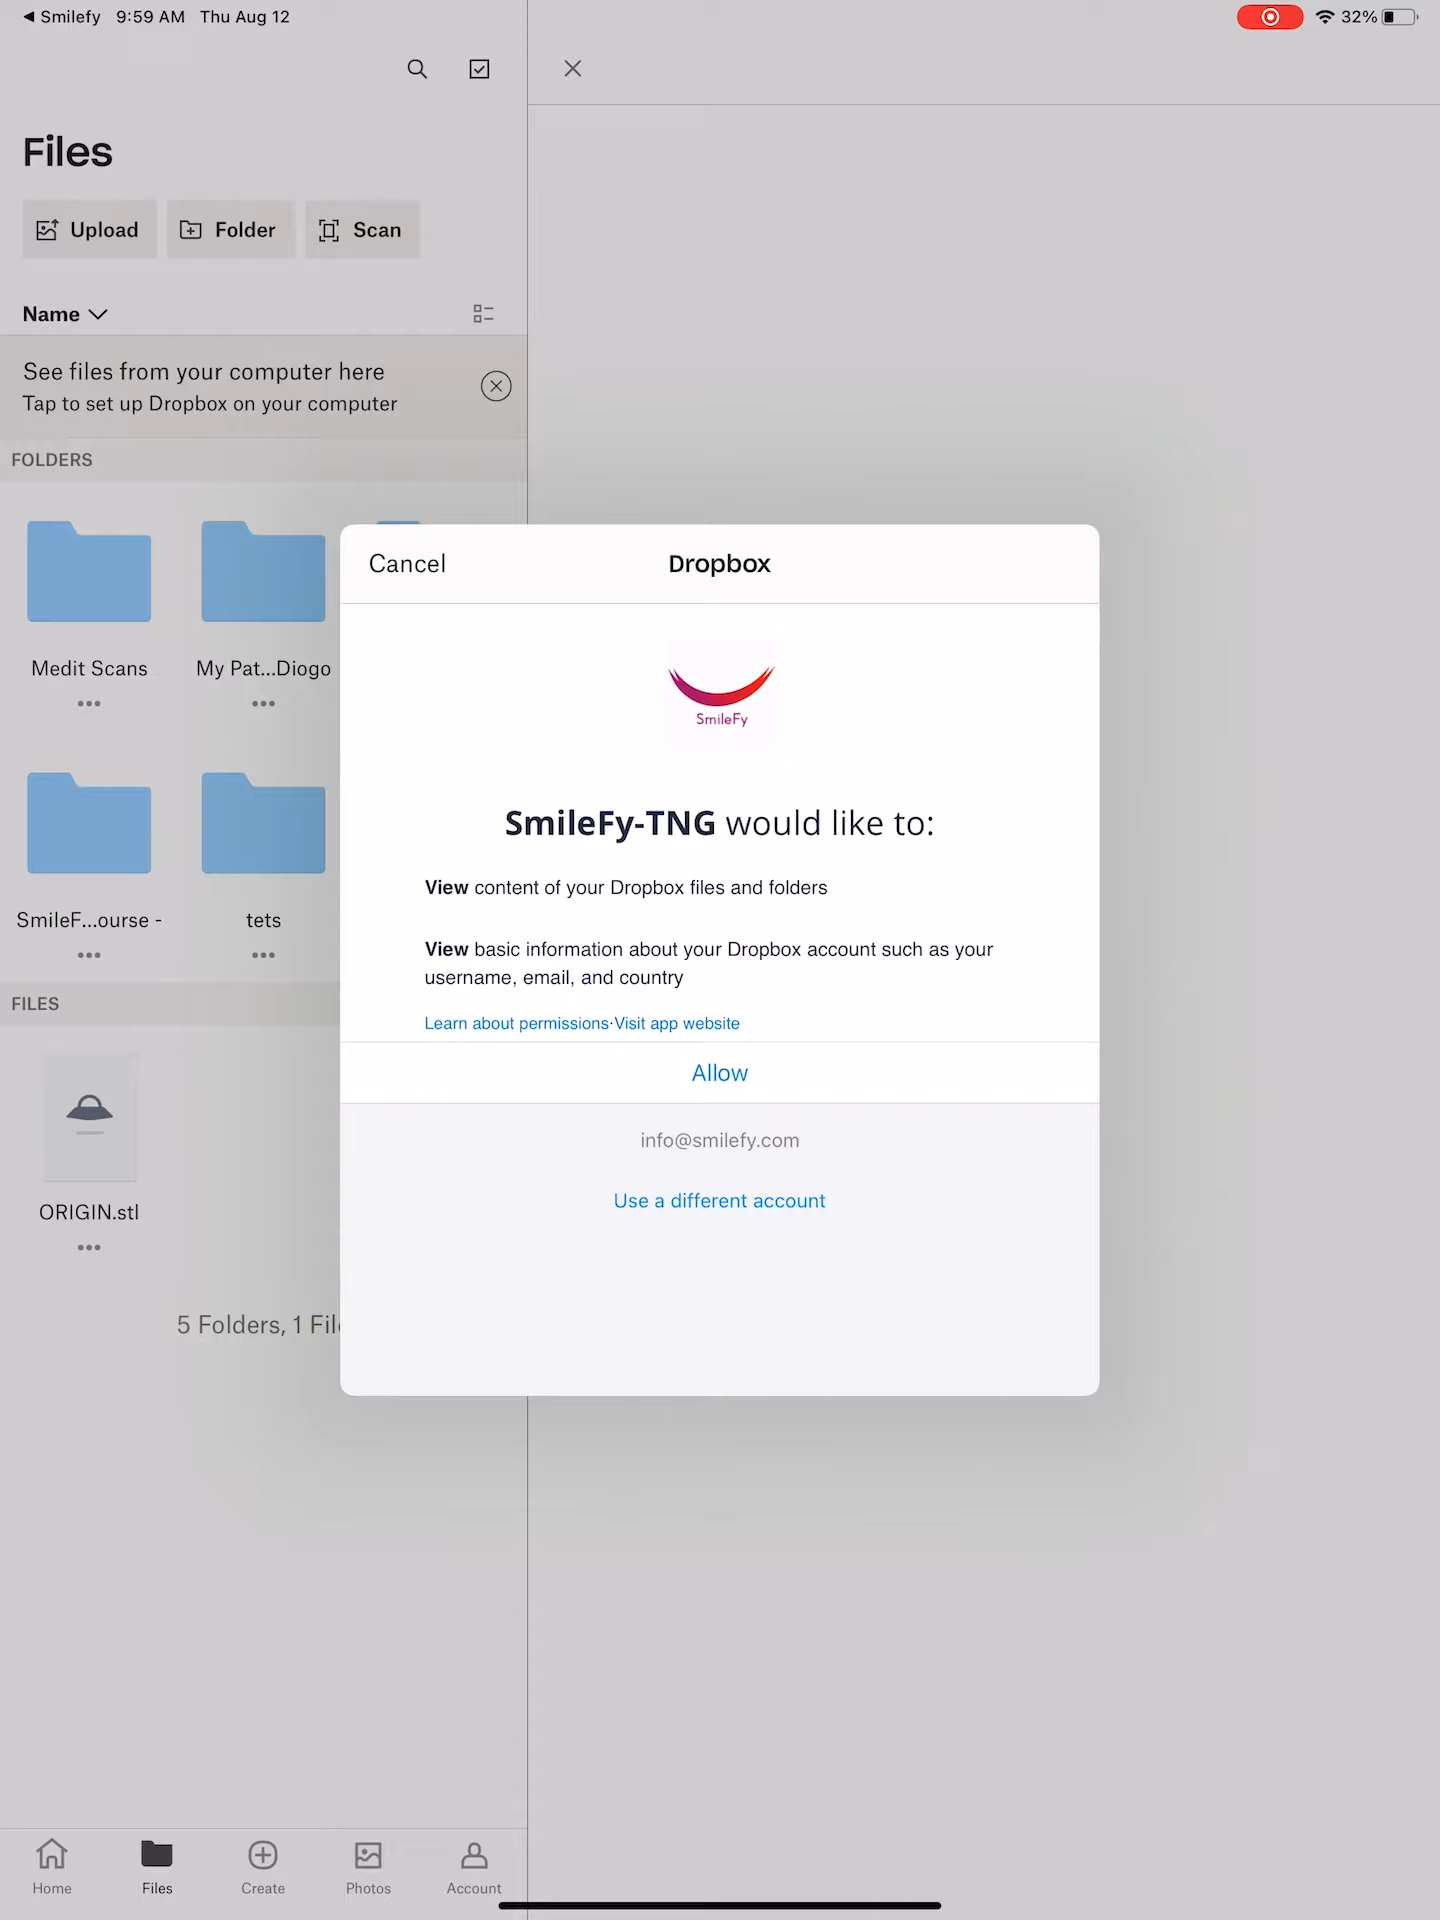 ◀ Smilefy 9:59 AM Thu Aug 12
32%
Files
Upload Folder Scan
Name
See files from your computer here
Tap to set up Dropbox on your computer
FOLDERS
Medit Scans My Pat...Diogo
SmileF...ourse - tets
FILES
ORIGIN.stl
5 Folders, 1 File
Cancel Dropbox
SmileFy
SmileFy-TNG would like to:
View content of your Dropbox files and folders
View basic information about your Dropbox account such as your
username, email, and country
Learn about permissions·Visit app website
Allow
info@smilefy.com
Use a different account
Home Files Create Photos Account